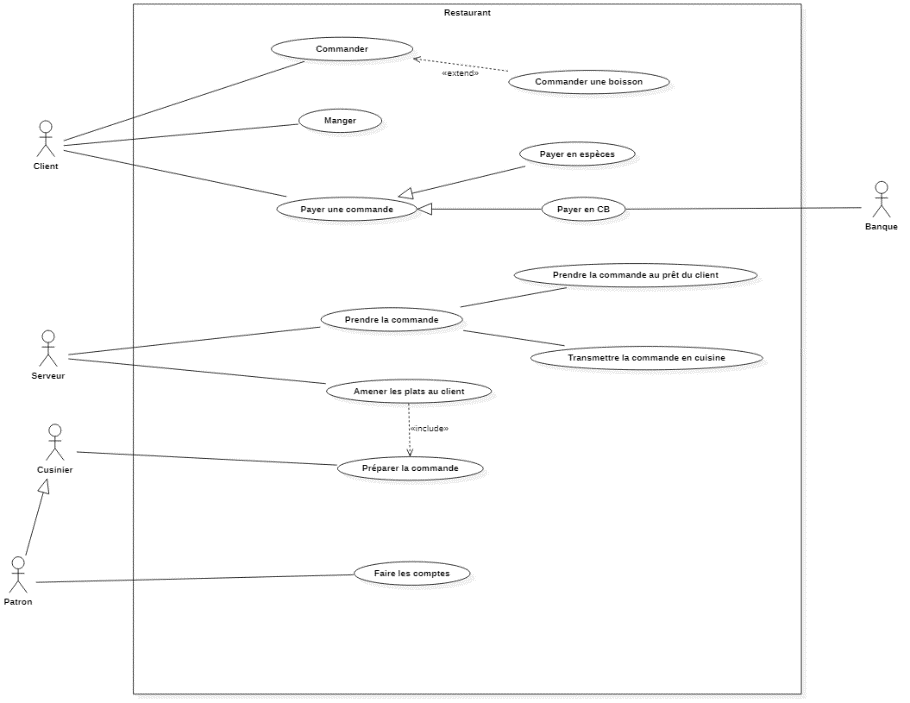 Restaurant
Commander
«extend»
Commander une boisson
Manger
Client
Payer en espèces
Payer une commande
Payer en CB
Banque
Prendre la commande au prêt du client
Prendre la commande
Transmettre la commande en cuisine
Serveur
Amener les plats au client
«include»
Cusinier
Préparer la commande
Faire les comptes
Patron